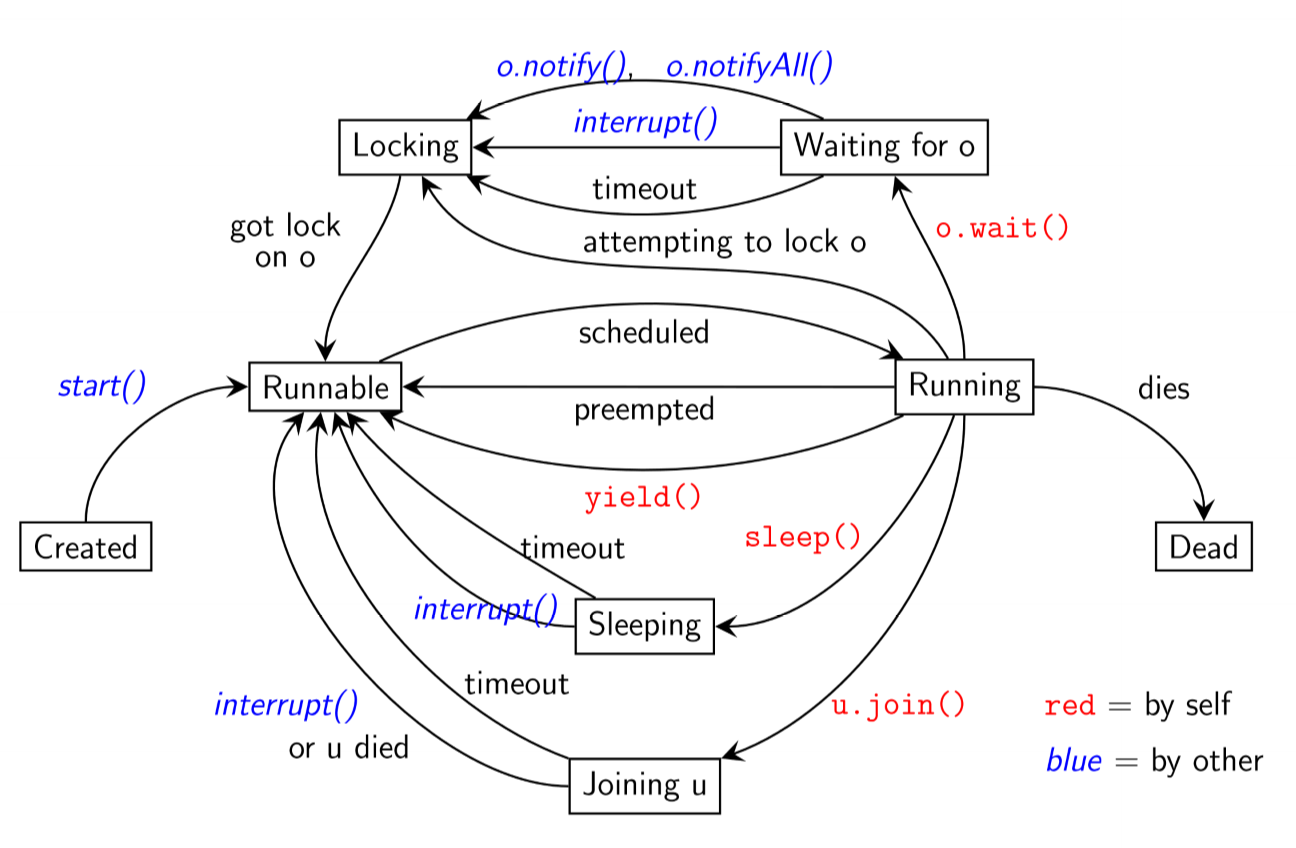 o.notify(), o.notifyAll()
interrupt()
Locking
Waiting for o
timeout
got lock
on o
attempting to lock o
o.wait()
scheduled
start()
Runnable
Running
dies
preempted
yield()
sleep()
Created
timeout
Dead
interrupt()
Sleeping
timeout
interrupt()
or u died
u.join()
red = by self
blue = by other
Joining u